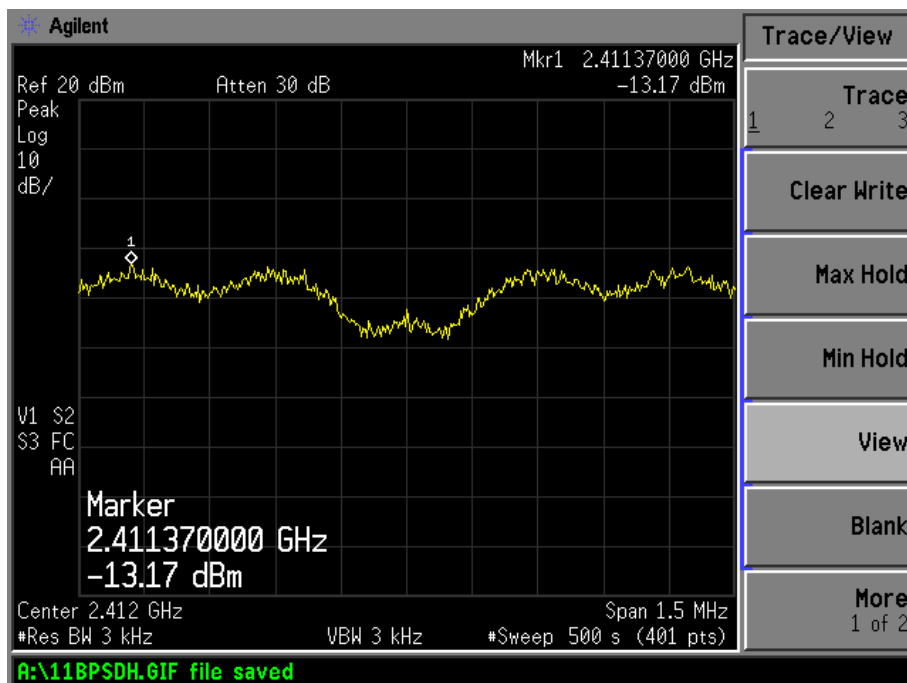 Agilent
Trace/View
Mkr1 2.41137000 GHz
Ref 20 dBm Atten 30 dB -13.17 dBm
Peak
Log
10
dB/
1
V1 S2
S3 FC
AA
Marker
2.411370000 GHz
-13.17 dBm
Center 2.412 GHz Span 1.5 MHz
#Res BW 3 kHz VBW 3 kHz #Sweep 500 s (401 pts)
A:\11BPSDH.GIF file saved
Trace
1 2 3
Clear Write
Max Hold
Min Hold
View
Blank
More
1 of 2